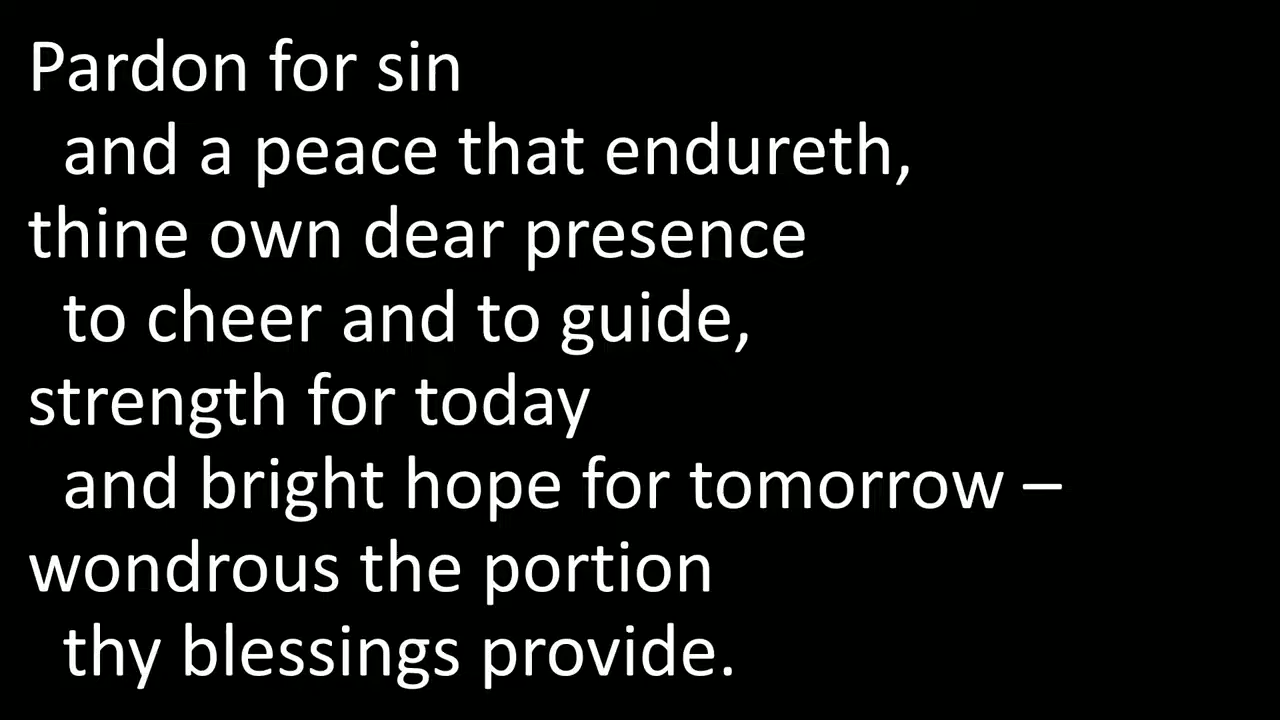 Pardon for sin
and a peace that endureth,
thine own dear presence
to cheer and to guide,
strength for today
and bright hope for tomorrow –
wondrous the portion
thy blessings provide.